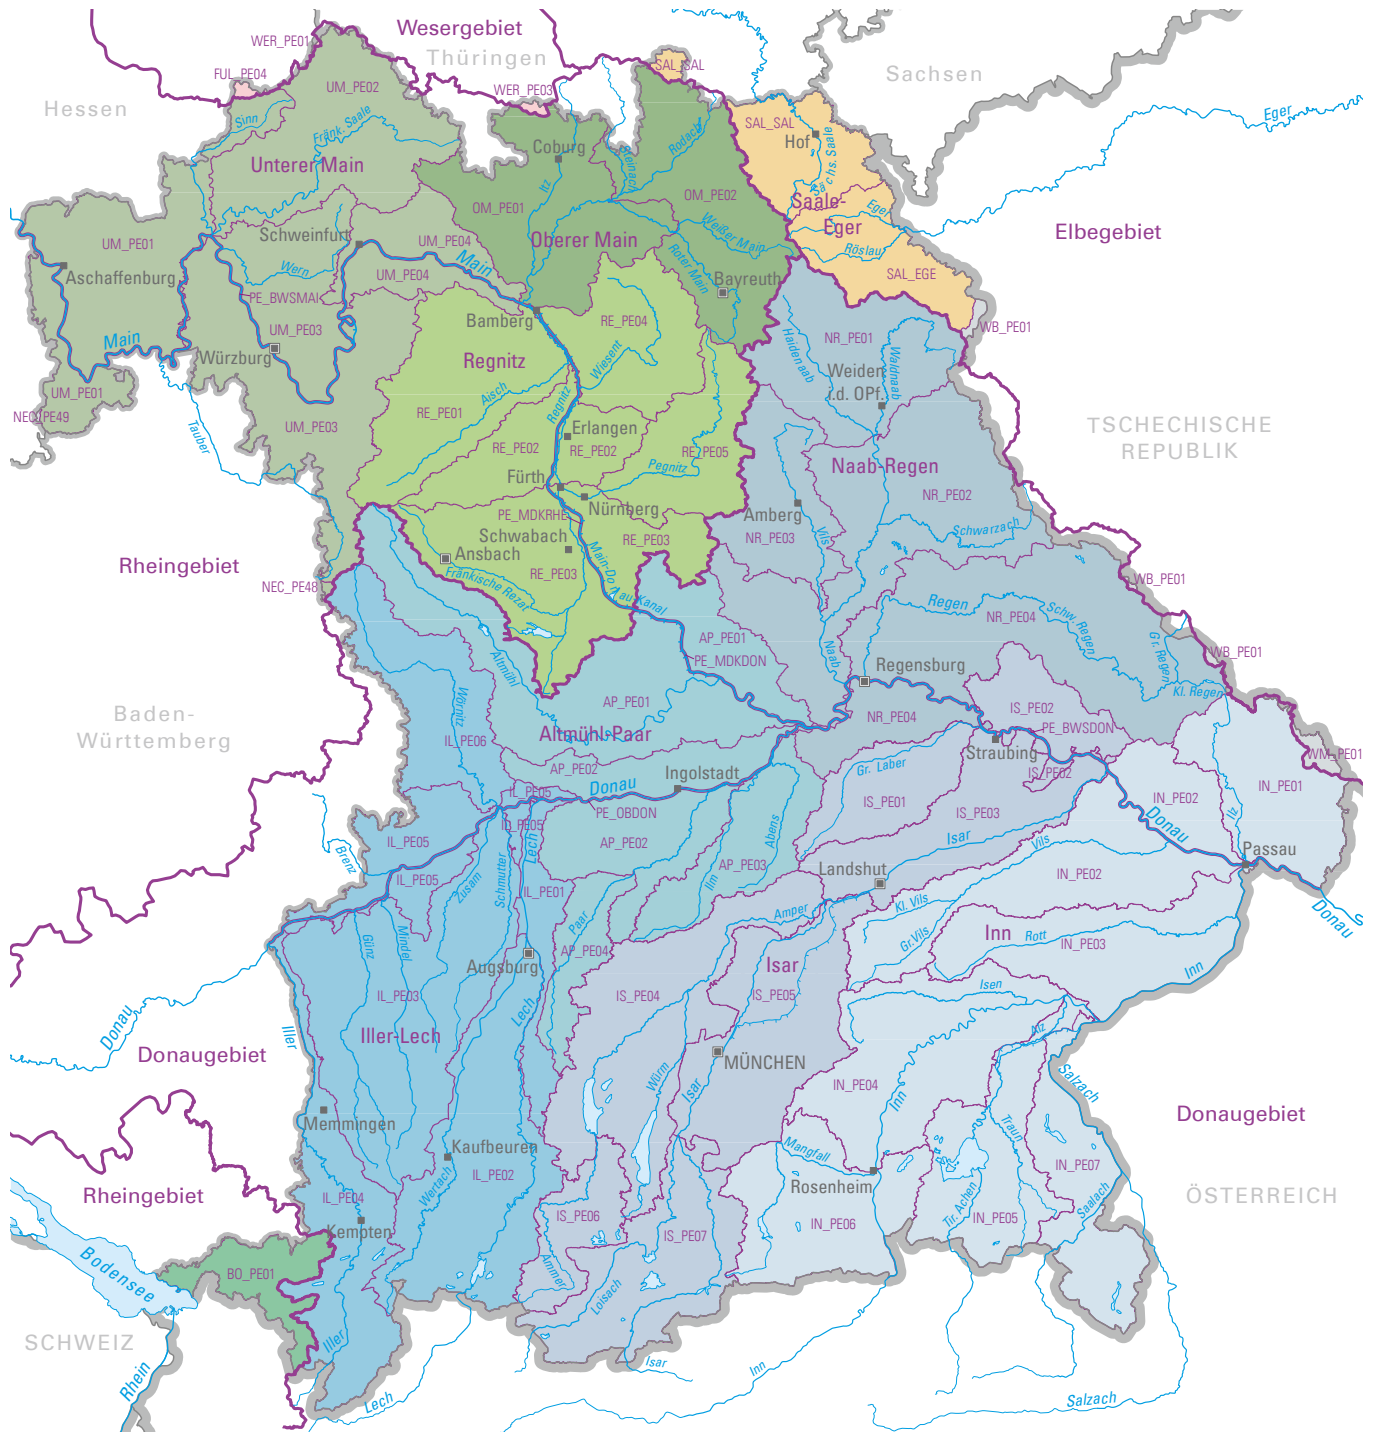 Wesergebiet
WER_PE01
Thüringen
SAL_SAL
Sachsen
FUL_PE04
UM_PE02
WER_PE03
Hessen
Eger
Sinn
Fränk. Saale
SAL_SAL
Hof
Sächs. Saale
Rodach
Steinach
Coburg
Itz
Unterer Main
OM_PE01
OM_PE02
Saale-
Eger
Eger
Röslau
Elbegebiet
UM_PE01
Schweinfurt
UM_PE04
Main
Oberer Main
Weißer Main
Roter Main
SAL_EGE
Aschaffenburg
Wern
UM_PE04
Bayreuth
PE_BWSMAI
UM_PE03
Bamberg
RE_PE04
WB_PE01
Haidenaab
NR_PE01
Waldnaab
Main
Würzburg
Regnitz
Wiesent
Weiden
i.d. OPf.
UM_PE01
Aisch
Regnitz
NEC_PE49
RE_PE01
UM_PE03
Tauber
Erlangen
TSCHECHISCHE
REPUBLIK
RE_PE02
RE_PE02
RE_PE05
Pegnitz
Naab-Regen
Fürth
Nürnberg
NR_PE02
PE_MDKRHE
Amberg
Schwabach
RE_PE03
NR_PE03
Vils
Schwarzach
Ansbach
Rheingebiet
RE_PE03
Main-Donau-Kanal
Fränkische Rezat
NEC_PE48
WB_PE01
Regen
Schw. Regen
NR_PE04
AP_PE01
Altmühl
PE_MDKDON
Naab
Regensburg
Gr. Regen
WB_PE01
Kl. Regen
Wörnitz
AP_PE01
NR_PE04
IS_PE02
Baden-
Württemberg
Altmühl-Paar
PE_BWSDON
IL_PE06
Straubing
WM_PE01
AP_PE02
Ingolstadt
Gr. Laber
IS_PE02
IL_PE05
Donau
IN_PE02
IN_PE01
PE_OBDON
IS_PE01
IS_PE03
Donau
Ilz
IL_PE05
IL_PE05
AP_PE02
Abens
Isar
Vils
Brenz
Lech
AP_PE03
Passau
IL_PE05
Zusam
Schmutter
IL_PE01
Ilm
Landshut
IN_PE02
Donau
Paar
Amper
Kl. Vils
Günz
Mindel
AP_PE04
Gr.Vils
Inn
Rott
IN_PE03
Augsburg
Isar
Inn
IL_PE03
IS_PE04
IS_PE05
Isen
Donau
Iller
Lech
Iller-Lech
Alz
Donaugebiet
MÜNCHEN
Würm
Isar
IN_PE04
Inn
Salzach
Memmingen
Traun
Donaugebiet
Kaufbeuren
Mangfall
IN_PE07
IL_PE02
Rosenheim
Rheingebiet
Wertach
IL_PE04
Tir. Achen
Saalach
ÖSTERREICH
Kempten
IS_PE06
IN_PE06
IN_PE05
IS_PE07
Bodensee
BO_PE01
Ammer
Loisach
SCHWEIZ
Iller
Isar
Inn
Rhein
Lech
Salzach